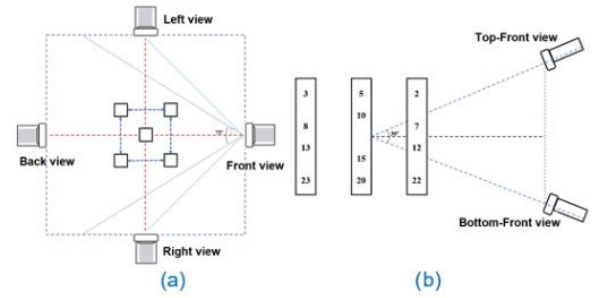 Left view
Back view
Front view
Right view
(a)
Top-Front view
3
8
13
23
5
10
15
20
2
7
12
22
Bottom-Front view
(b)